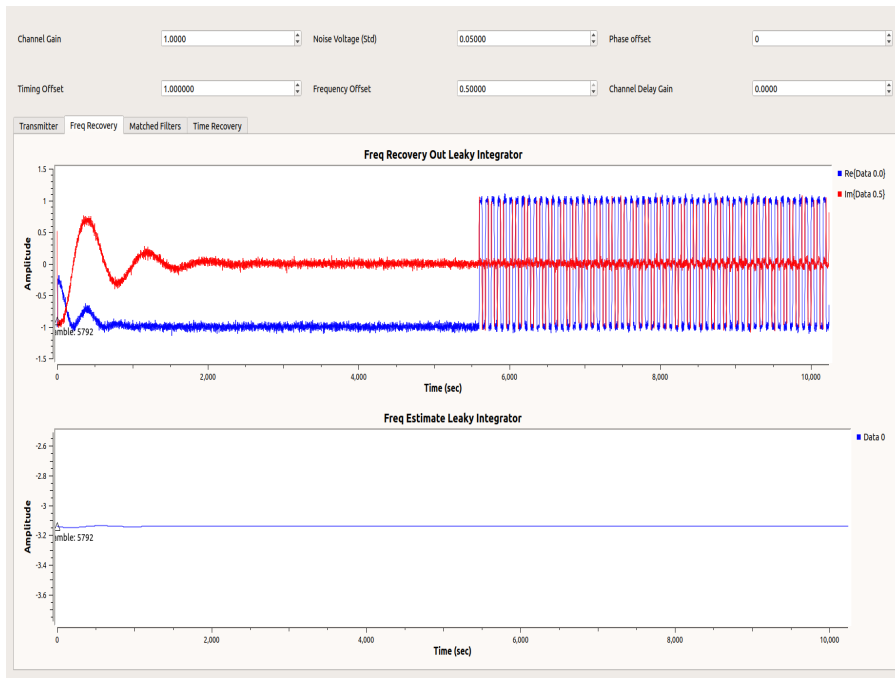 Channel Gain 1.0000 Noise Voltage (Std) 0.05000 Phase offset 0
Timing Offset 1.000000 Frequency Offset 0.50000 Channel Delay Gain 0.0000
Transmitter Freq Recovery Matched Filters Time Recovery
Freq Recovery Out Leaky Integrator
Re{Data 0.0}
Im{Data 0.5}
Amplitude
1.5
1
0.5
0
-0.5
-1
-1.5
amble: 5792
0 2,000 4,000 6,000 8,000 10,000
Time (sec)
Freq Estimate Leaky Integrator
Data 0
Amplitude
-2.6
-2.8
-3
-3.2
-3.4
-3.6
amble: 5792
0 2,000 4,000 6,000 8,000 10,000
Time (sec)